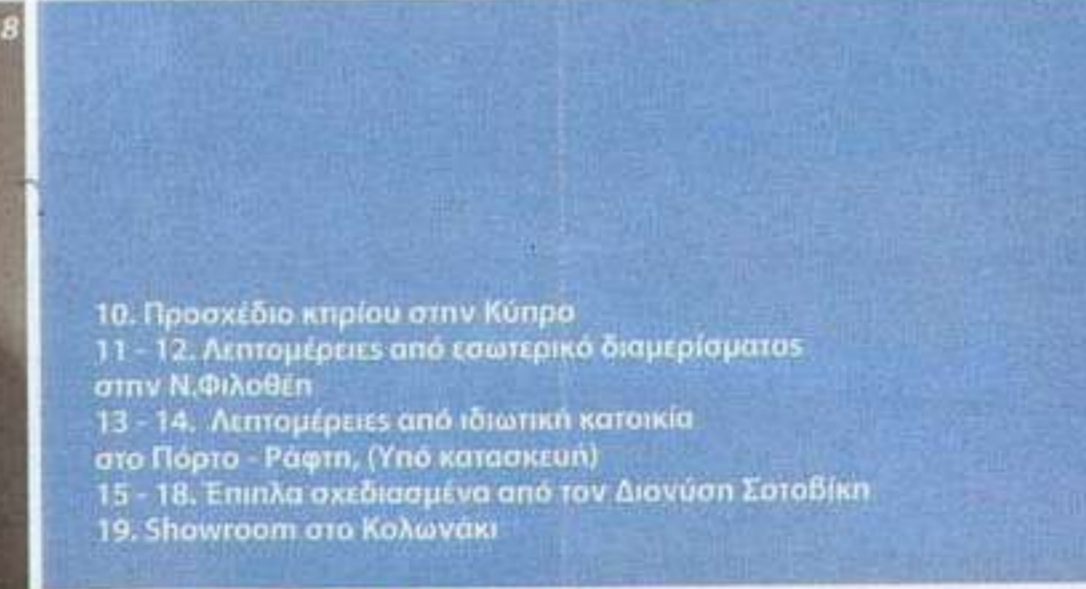 8
10. Προσχέδιο κτιρίου στην Κύπρο
11 - 12. Λεπτομέρειες από εσωτερικό διαμερίσματος
στην Ν.Φιλοθέη
13 - 14. Λεπτομέρειες από ιδιωτική κατοικία
στο Πόρτο - Ράφτη, (Υπό κατασκευή)
15 - 18. Έπιπλα σχεδιασμένα από τον Διονύση Σοτοβίκη
19. Showroom στο Κολωνάκι